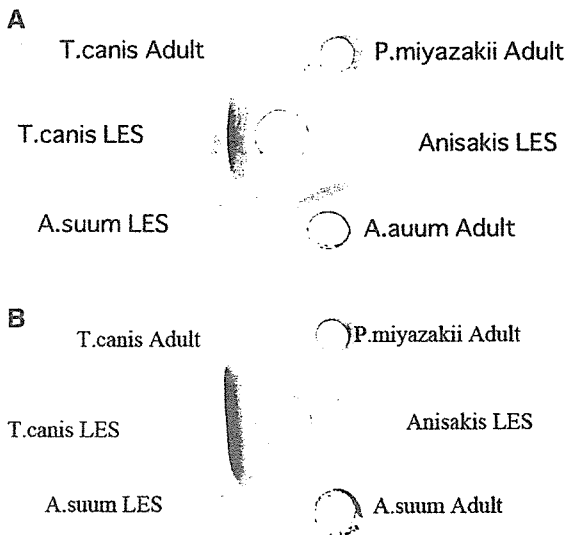 A
T.canis Adult
P.miyazakii Adult
T.canis LES
Anisakis LES
A.suum LES
A.auum Adult
B
T.canis Adult
P.miyazakii Adult
T.canis LES
Anisakis LES
A.suum LES
A.suum Adult